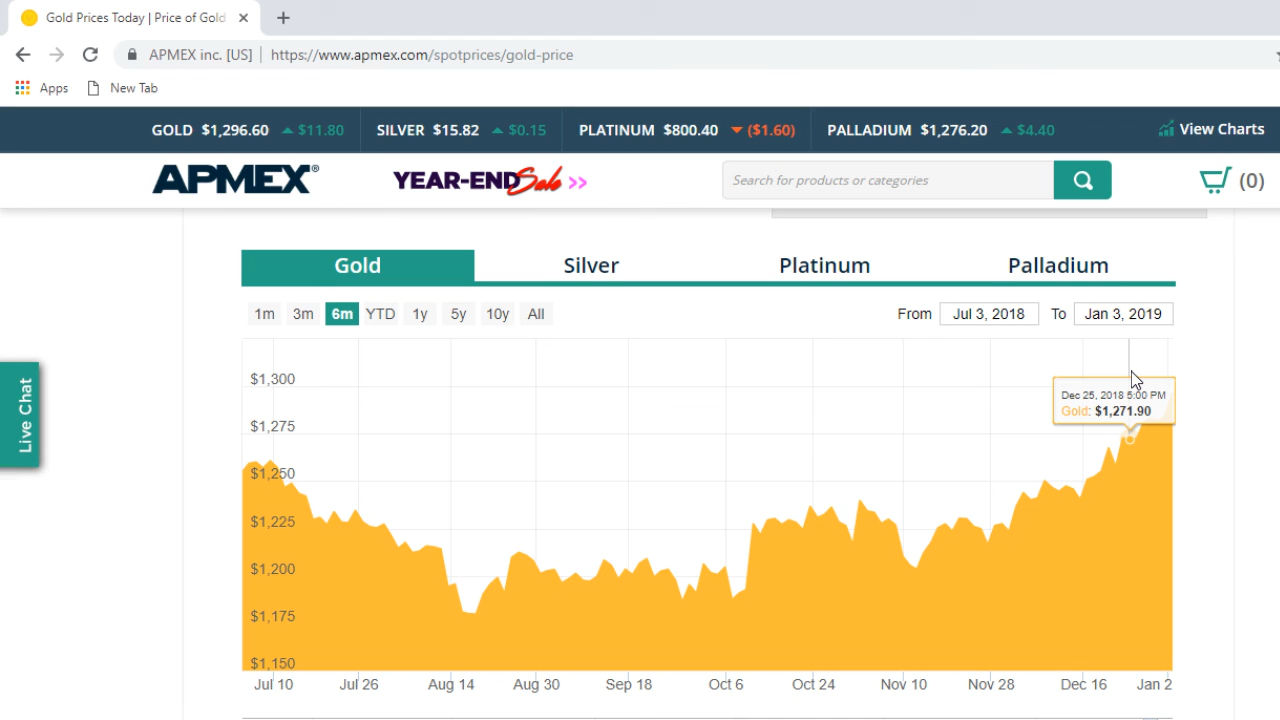 Gold Prices Today | Price of Gold
APMEX inc. [US] https://www.apmex.com/spotprices/gold-price
Apps New Tab
GOLD $1,296.60 $11.80 SILVER $15.82 $0.15 PLATINUM $800.40 ($1.60) PALLADIUM $1,276.20 $4.40 View Charts
APMEX® YEAR-END Sale >> Search for products or categories (0)
Gold Silver Platinum Palladium
1m 3m 6m YTD 1y 5y 10y All From Jul 3, 2018 To Jan 3, 2019
Live Chat
$1,300
Dec 25, 2018 5:00 PM
Gold: $1,271.90
$1,275
$1,250
$1,225
$1,200
$1,175
$1,150
Jul 10 Jul 26 Aug 14 Aug 30 Sep 18 Oct 6 Oct 24 Nov 10 Nov 28 Dec 16 Jan 2